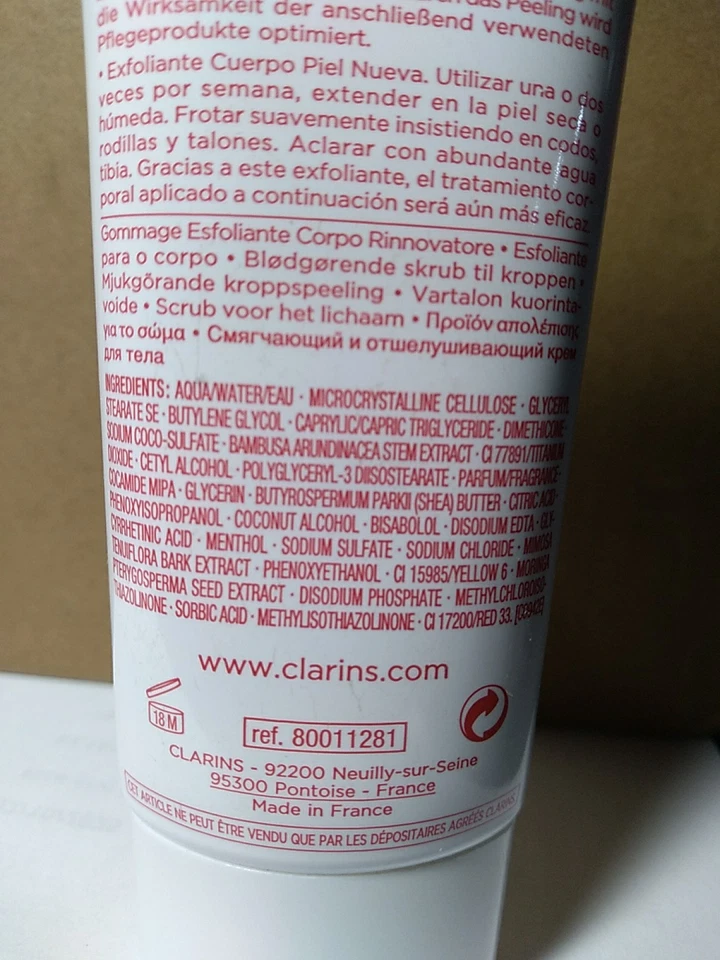 die Wirksamkeit der anschließend verwendeten
Pflegeprodukte optimiert.
• Exfoliante Cuerpo Piel Nueva. Utilizar una o dos
veces por semana, extender en la piel seca o
húmeda. Frotar suavemente insistiendo en codos,
rodillas y talones. Aclarar con abundante agua
tibia. Gracias a este exfoliante, el tratamiento cor-
poral aplicado a continuación será aún más eficaz.
Gommage Esfoliante Corpo Rinnovatore • Esfoliante
para o corpo • Blødgørende skrub til kroppen •
Mjukgörande kroppspeeling • Vartalon kuorinta-
voide • Scrub voor het lichaam • Προϊόν απολέπισης
για το σώμα • Смягчающий и отшелушивающий крем
для тела
INGREDIENTS: AQUA/WATER/EAU · MICROCRYSTALLINE CELLULOSE · GLYCERYL
STEARATE SE · BUTYLENE GLYCOL · CAPRYLIC/CAPRIC TRIGLYCERIDE · DIMETHICONE ·
SODIUM COCO-SULFATE · BAMBUSA ARUNDINACEA STEM EXTRACT · CI 77891/TITANIUM
DIOXIDE · CETYL ALCOHOL · POLYGLYCERYL-3 DIISOSTEARATE · PARFUM/FRAGRANCE ·
COCAMIDE MIPA · GLYCERIN · BUTYROSPERMUM PARKII (SHEA) BUTTER · CITRIC ACID ·
PHENOXYISOPROPANOL · COCONUT ALCOHOL · BISABOLOL · DISODIUM EDTA · GLY-
CYRRHETINIC ACID · MENTHOL · SODIUM SULFATE · SODIUM CHLORIDE · MIMOSA
TENUIFLORA BARK EXTRACT · PHENOXYETHANOL · CI 15985/YELLOW 6 · MORINGA
PTERYGOSPERMA SEED EXTRACT · DISODIUM PHOSPHATE · METHYLCHLOROISO-
THIAZOLINONE · SORBIC ACID · METHYLISOTHIAZOLINONE · CI 17200/RED 33.
www.clarins.com
18 M
ref. 80011281
CLARINS - 92200 Neuilly-sur-Seine
95300 Pontoise - France
Made in France
CET ARTICLE NE PEUT ÊTRE VENDU QUE PAR LES DÉPOSITAIRES AGRÉÉS CLARINS